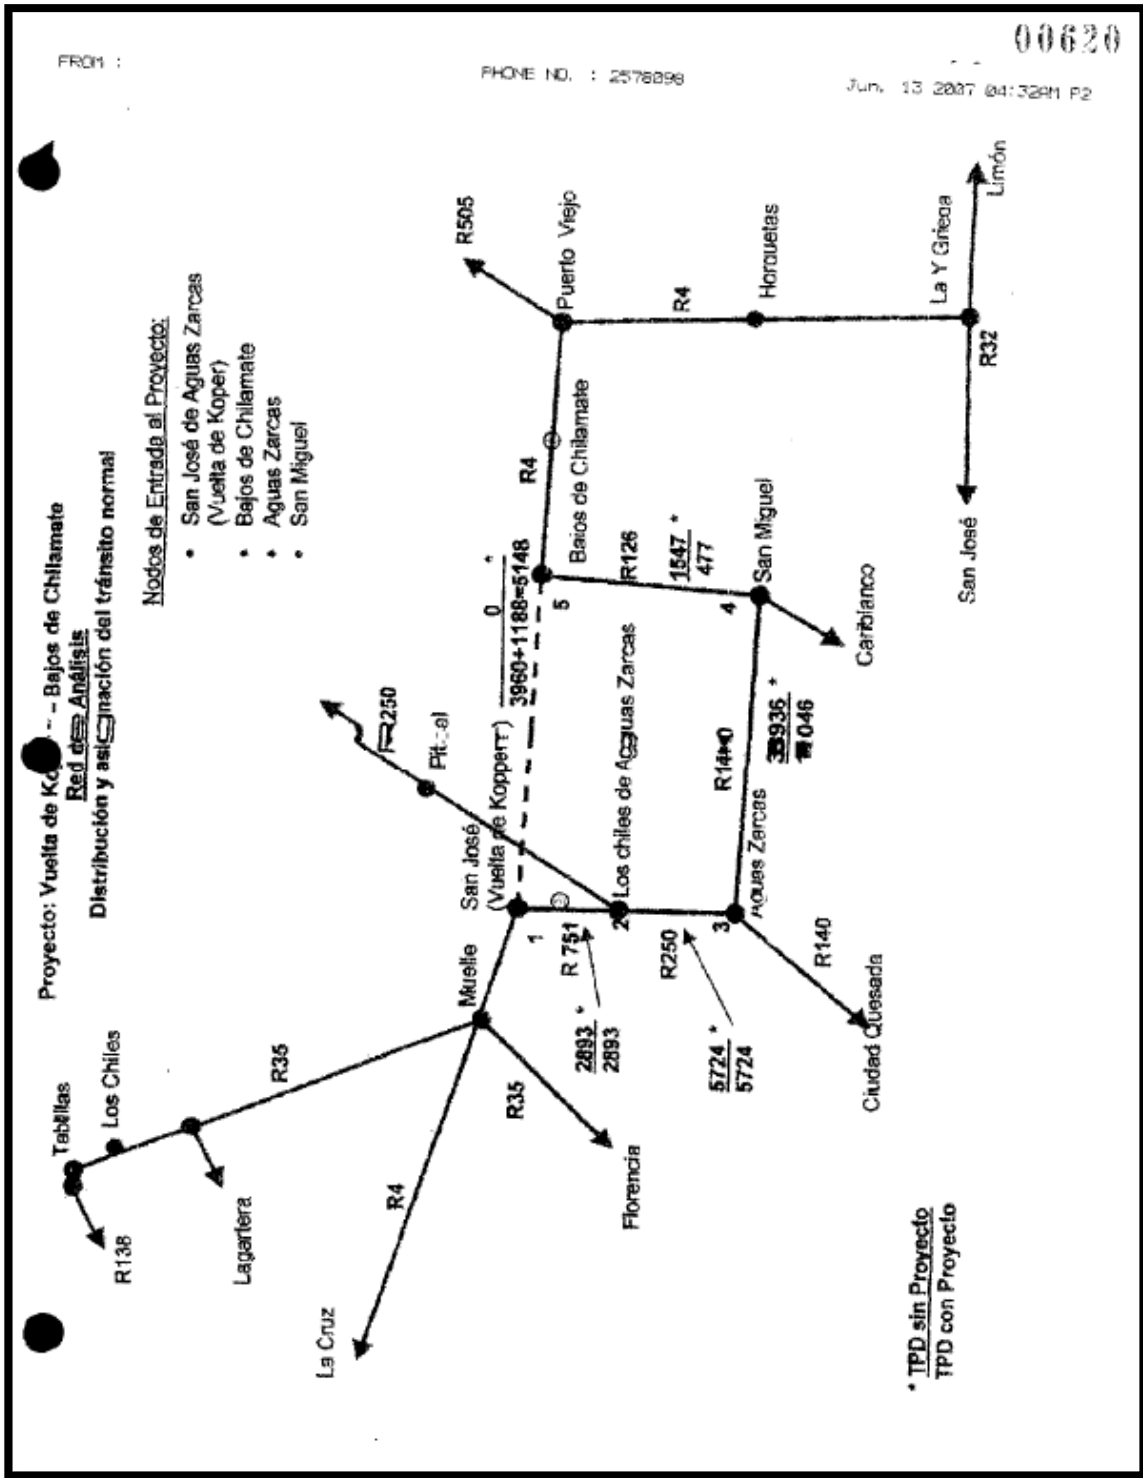 00620
FROM :
PHONE NO. : 2578098
Jun. 13 2007 04:32AM P2
Proyecto: Vuelta de - Bajos de Chilamate
Red de Análisis
Distribución y asignación del tránsito normal
Nodos de Entrada al Proyecto:
• San José de Aguas Zarcas
(Vuelta de Koper)
• Bajos de Chilamate
• Aguas Zarcas
• San Miguel
Tablillas
Los Chiles
R138
Lagartera
R35
La Cruz
R4
Muelle
R35
Florencia
San José
(Vuelta de Kopper)
1
R 751
2893 *
2893
2
Los chiles de Aguas Zarcas
R250
R250
5724 *
5724
3
Aguas Zarcas
R140
Ciudad Quesada
0 *
3960+1188=5148
R4
5
Bajos de Chilamate
R126
1547 *
477
4
San Miguel
Cariblanco
Puerto Viejo
R505
R4
Horquetas
La Y Griega
R32
San José
Limón
* TPD sin Proyecto
TPD con Proyecto